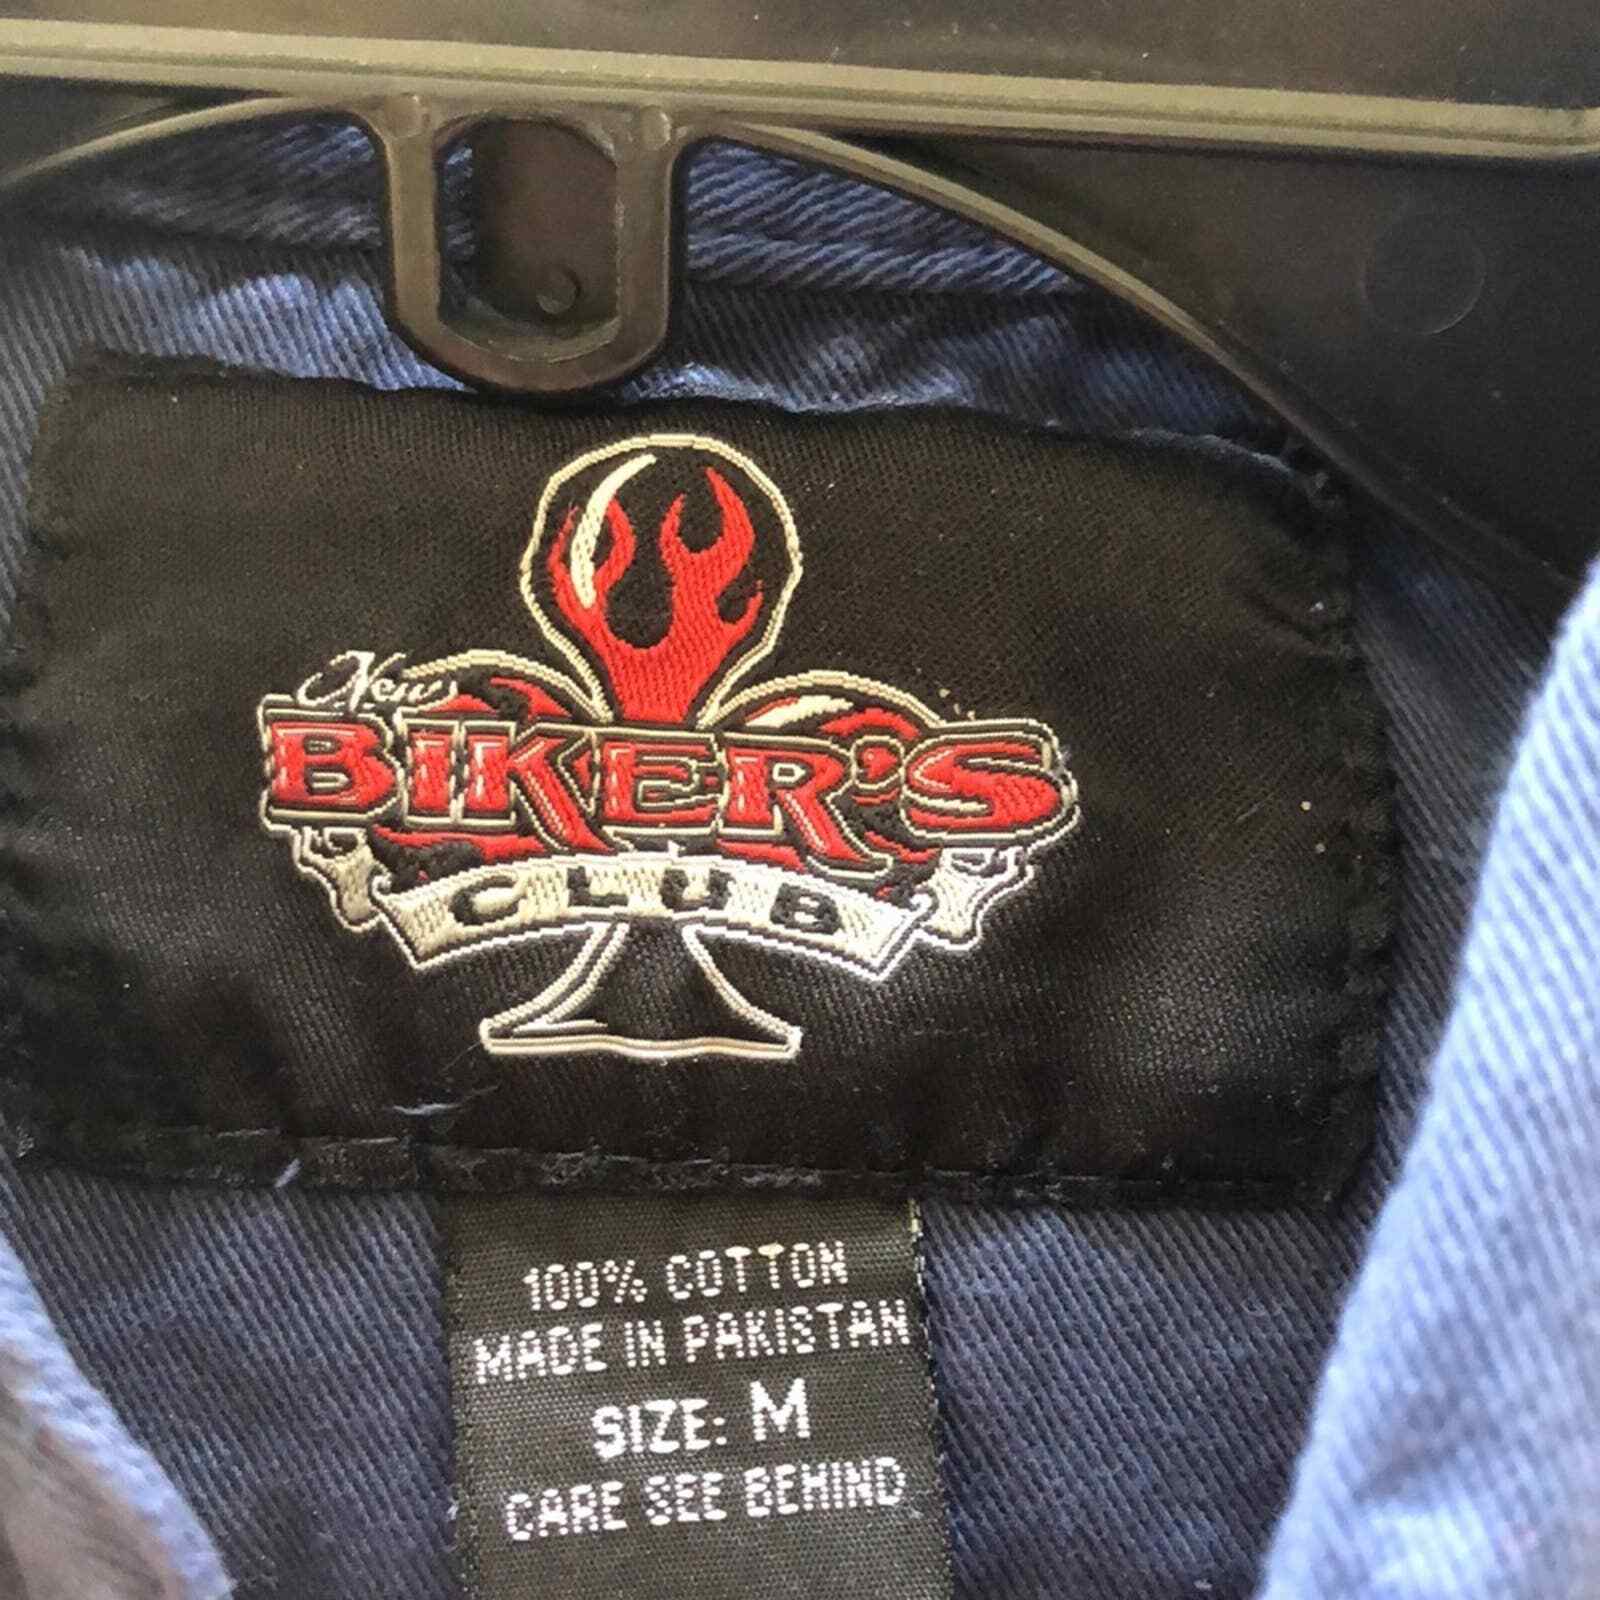 New
BIKER'S
CLUB
100% COTTON
MADE IN PAKISTAN
SIZE: M
CARE SEE BEHIND